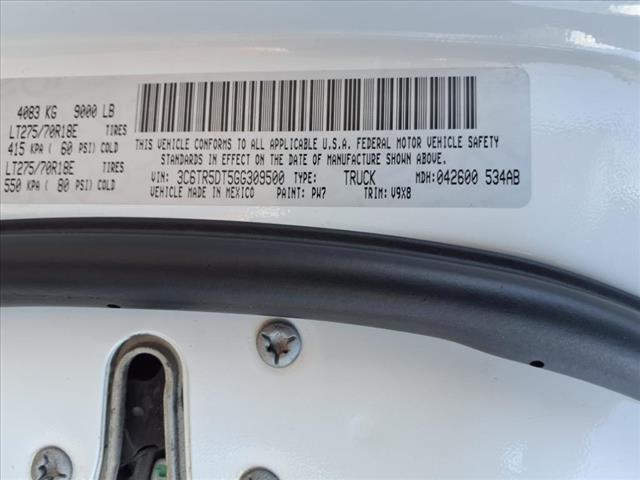 4083 KG 9000 LB
LT275/70R18E TIRES
415 KPA ( 60 PSI) COLD
LT275/70R18E TIRES
550 KPA ( 80 PSI) COLD
THIS VEHICLE CONFORMS TO ALL APPLICABLE U.S.A. FEDERAL MOTOR VEHICLE SAFETY
STANDARDS IN EFFECT ON THE DATE OF MANUFACTURE SHOWN ABOVE.
VIN: 3C6TR5DT5GG309500 TYPE: TRUCK MDH: 042600 534AB
MADE IN MEXICO PAINT: PW7 TRIM: V9X8